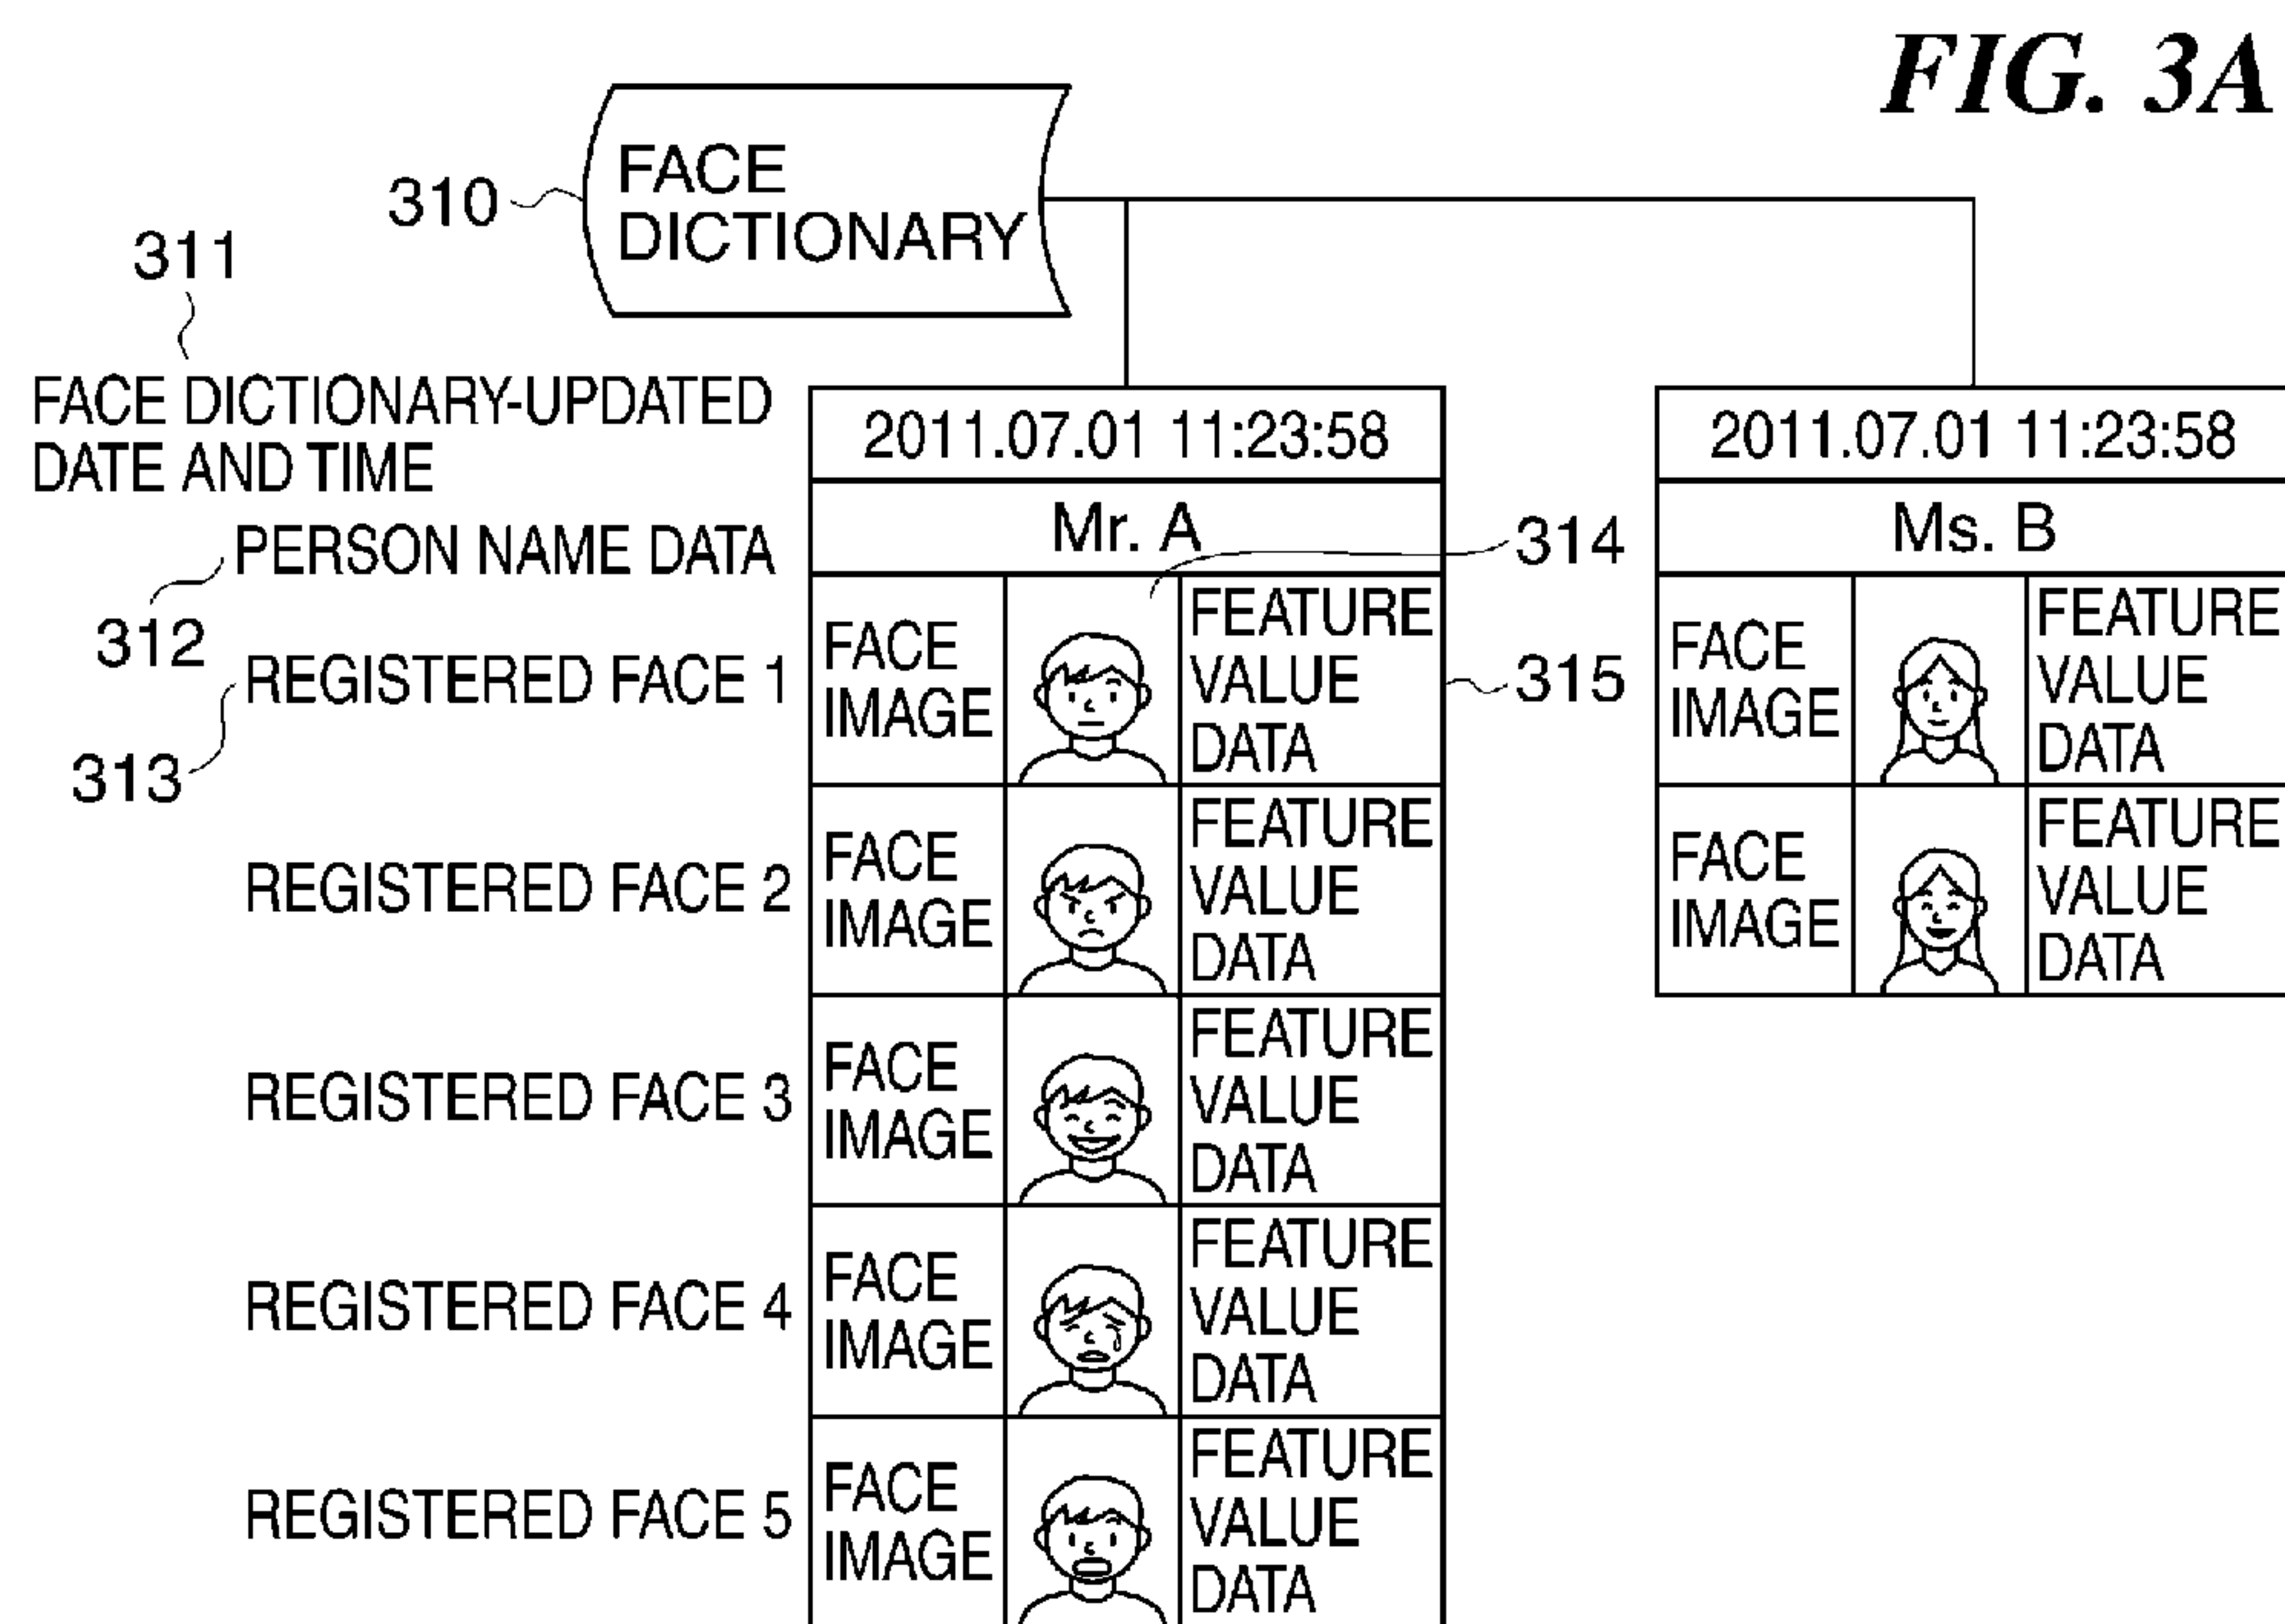 FIG. 3A
310
FACE
DICTIONARY
311
FACE DICTIONARY-UPDATED
DATE AND TIME
2011.07.01 11:23:58
2011.07.01 11:23:58
PERSON NAME DATA
312
Mr. A
Ms. B
314
315
REGISTERED FACE 1
313
FACE
IMAGE
FEATURE
VALUE
DATA
FACE
IMAGE
FEATURE
VALUE
DATA
REGISTERED FACE 2
FACE
IMAGE
FEATURE
VALUE
DATA
FACE
IMAGE
FEATURE
VALUE
DATA
REGISTERED FACE 3
FACE
IMAGE
FEATURE
VALUE
DATA
REGISTERED FACE 4
FACE
IMAGE
FEATURE
VALUE
DATA
REGISTERED FACE 5
FACE
IMAGE
FEATURE
VALUE
DATA